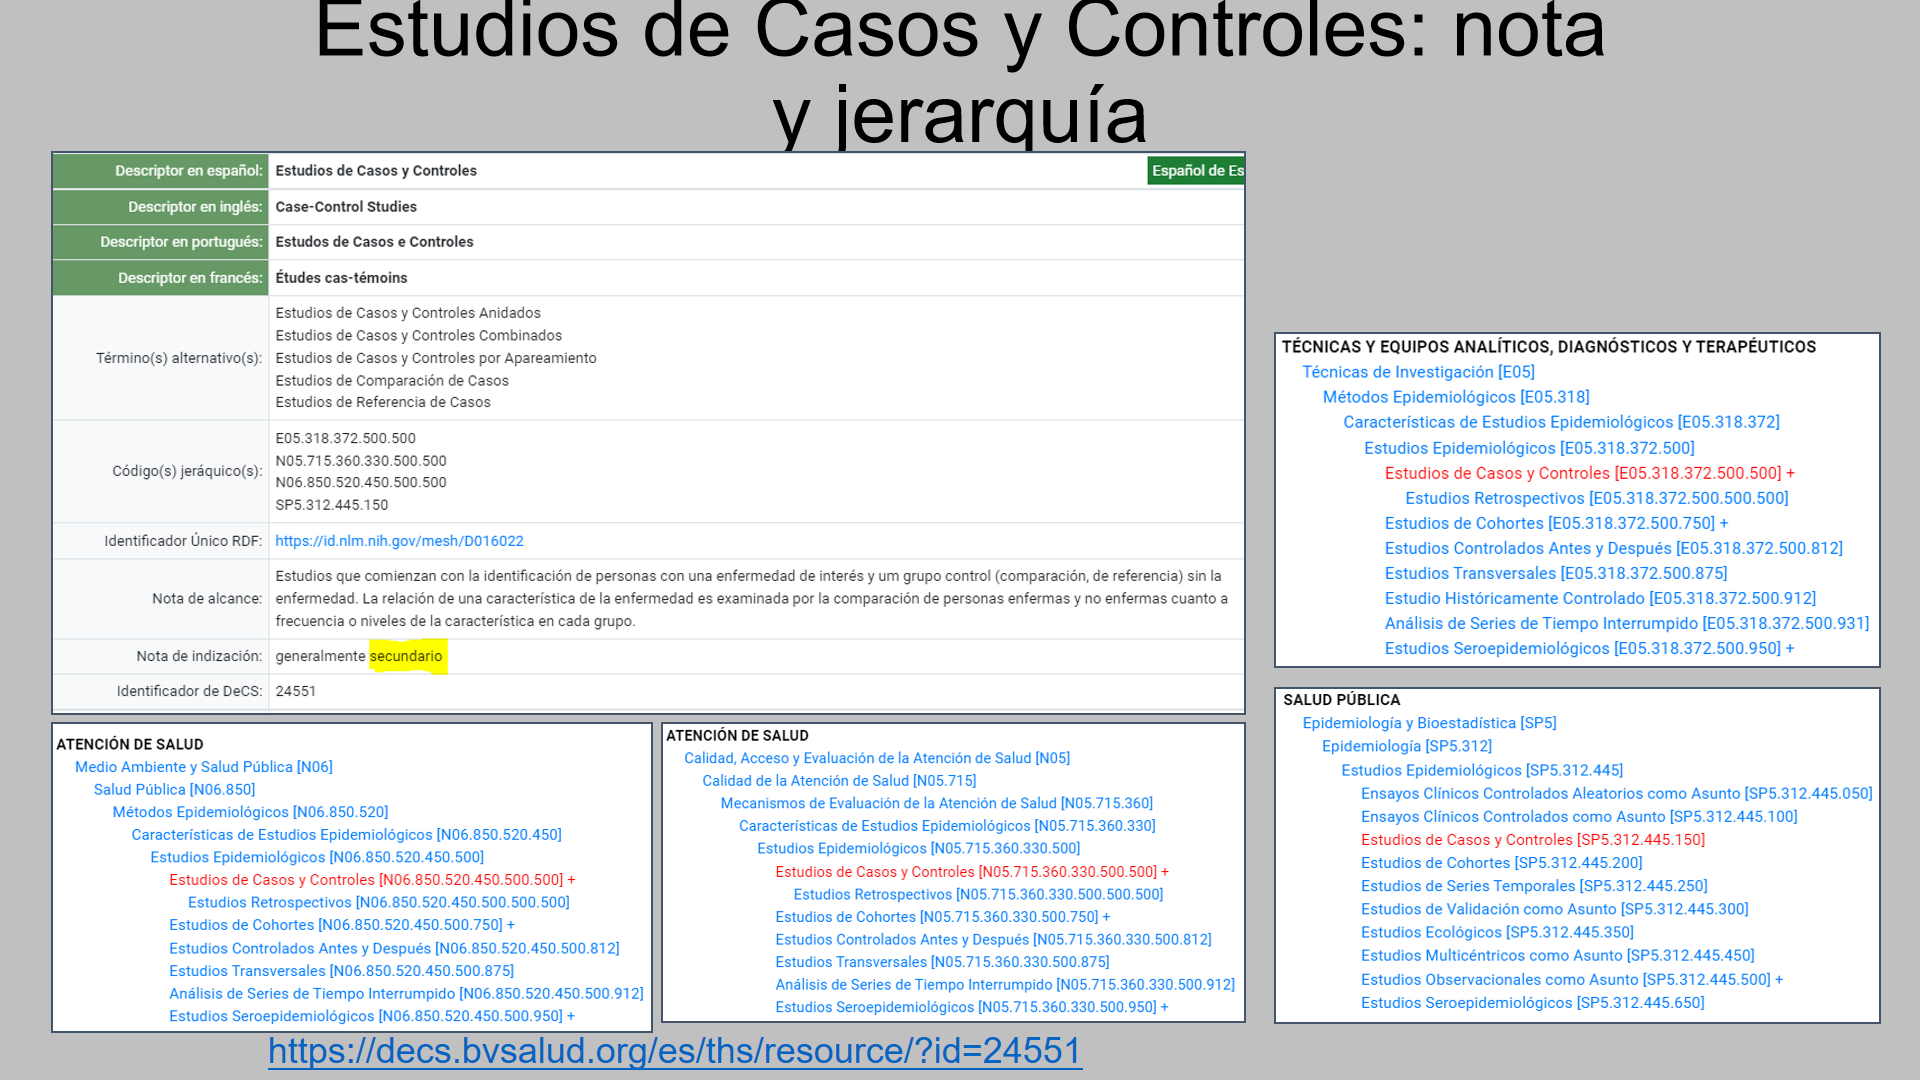 Estudios de Casos y Controles: nota
y jerarquía
Descriptor en español: Estudios de Casos y Controles Español de Es
Descriptor en inglés: Case-Control Studies
Descriptor en portugués: Estudos de Casos e Controles
Descriptor en francés: Études cas-témoins
Término(s) alternativo(s):
Estudios de Casos y Controles Anidados
Estudios de Casos y Controles Combinados
Estudios de Casos y Controles por Apareamiento
Estudios de Comparación de Casos
Estudios de Referencia de Casos
Código(s) jeráquico(s):
E05.318.372.500.500
N05.715.360.330.500.500
N06.850.520.450.500.500
SP5.312.445.150
Identificador Único RDF: https://id.nlm.nih.gov/mesh/D016022
Nota de alcance:
Estudios que comienzan con la identificación de personas con una enfermedad de interés y um grupo control (comparación, de referencia) sin la
enfermedad. La relación de una característica de la enfermedad es examinada por la comparación de personas enfermas y no enfermas cuanto a
frecuencia o niveles de la característica en cada grupo.
Nota de indización: generalmente secundario
Identificador de DeCS: 24551
TÉCNICAS Y EQUIPOS ANALÍTICOS, DIAGNÓSTICOS Y TERAPÉUTICOS
Técnicas de Investigación [E05]
Métodos Epidemiológicos [E05.318]
Características de Estudios Epidemiológicos [E05.318.372]
Estudios Epidemiológicos [E05.318.372.500]
Estudios de Casos y Controles [E05.318.372.500.500] +
Estudios Retrospectivos [E05.318.372.500.500.500]
Estudios de Cohortes [E05.318.372.500.750] +
Estudios Controlados Antes y Después [E05.318.372.500.812]
Estudios Transversales [E05.318.372.500.875]
Estudio Históricamente Controlado [E05.318.372.500.912]
Análisis de Series de Tiempo Interrumpido [E05.318.372.500.931]
Estudios Seroepidemiológicos [E05.318.372.500.950] +
ATENCIÓN DE SALUD
Medio Ambiente y Salud Pública [N06]
Salud Pública [N06.850]
Métodos Epidemiológicos [N06.850.520]
Características de Estudios Epidemiológicos [N06.850.520.450]
Estudios Epidemiológicos [N06.850.520.450.500]
Estudios de Casos y Controles [N06.850.520.450.500.500] +
Estudios Retrospectivos [N06.850.520.450.500.500.500]
Estudios de Cohortes [N06.850.520.450.500.750] +
Estudios Controlados Antes y Después [N06.850.520.450.500.812]
Estudios Transversales [N06.850.520.450.500.875]
Análisis de Series de Tiempo Interrumpido [N06.850.520.450.500.912]
Estudios Seroepidemiológicos [N06.850.520.450.500.950] +
ATENCIÓN DE SALUD
Calidad, Acceso y Evaluación de la Atención de Salud [N05]
Calidad de la Atención de Salud [N05.715]
Mecanismos de Evaluación de la Atención de Salud [N05.715.360]
Características de Estudios Epidemiológicos [N05.715.360.330]
Estudios Epidemiológicos [N05.715.360.330.500]
Estudios de Casos y Controles [N05.715.360.330.500.500] +
Estudios Retrospectivos [N05.715.360.330.500.500.500]
Estudios de Cohortes [N05.715.360.330.500.750] +
Estudios Controlados Antes y Después [N05.715.360.330.500.812]
Estudios Transversales [N05.715.360.330.500.875]
Análisis de Series de Tiempo Interrumpido [N05.715.360.330.500.912]
Estudios Seroepidemiológicos [N05.715.360.330.500.950] +
SALUD PÚBLICA
Epidemiología y Bioestadística [SP5]
Epidemiología [SP5.312]
Estudios Epidemiológicos [SP5.312.445]
Ensayos Clínicos Controlados Aleatorios como Asunto [SP5.312.445.050]
Ensayos Clínicos Controlados como Asunto [SP5.312.445.100]
Estudios de Casos y Controles [SP5.312.445.150]
Estudios de Cohortes [SP5.312.445.200]
Estudios de Series Temporales [SP5.312.445.250]
Estudios de Validación como Asunto [SP5.312.445.300]
Estudios Ecológicos [SP5.312.445.350]
Estudios Multicéntricos como Asunto [SP5.312.445.450]
Estudios Observacionales como Asunto [SP5.312.445.500] +
Estudios Seroepidemiológicos [SP5.312.445.650]
https://decs.bvsalud.org/es/ths/resource/?id=24551